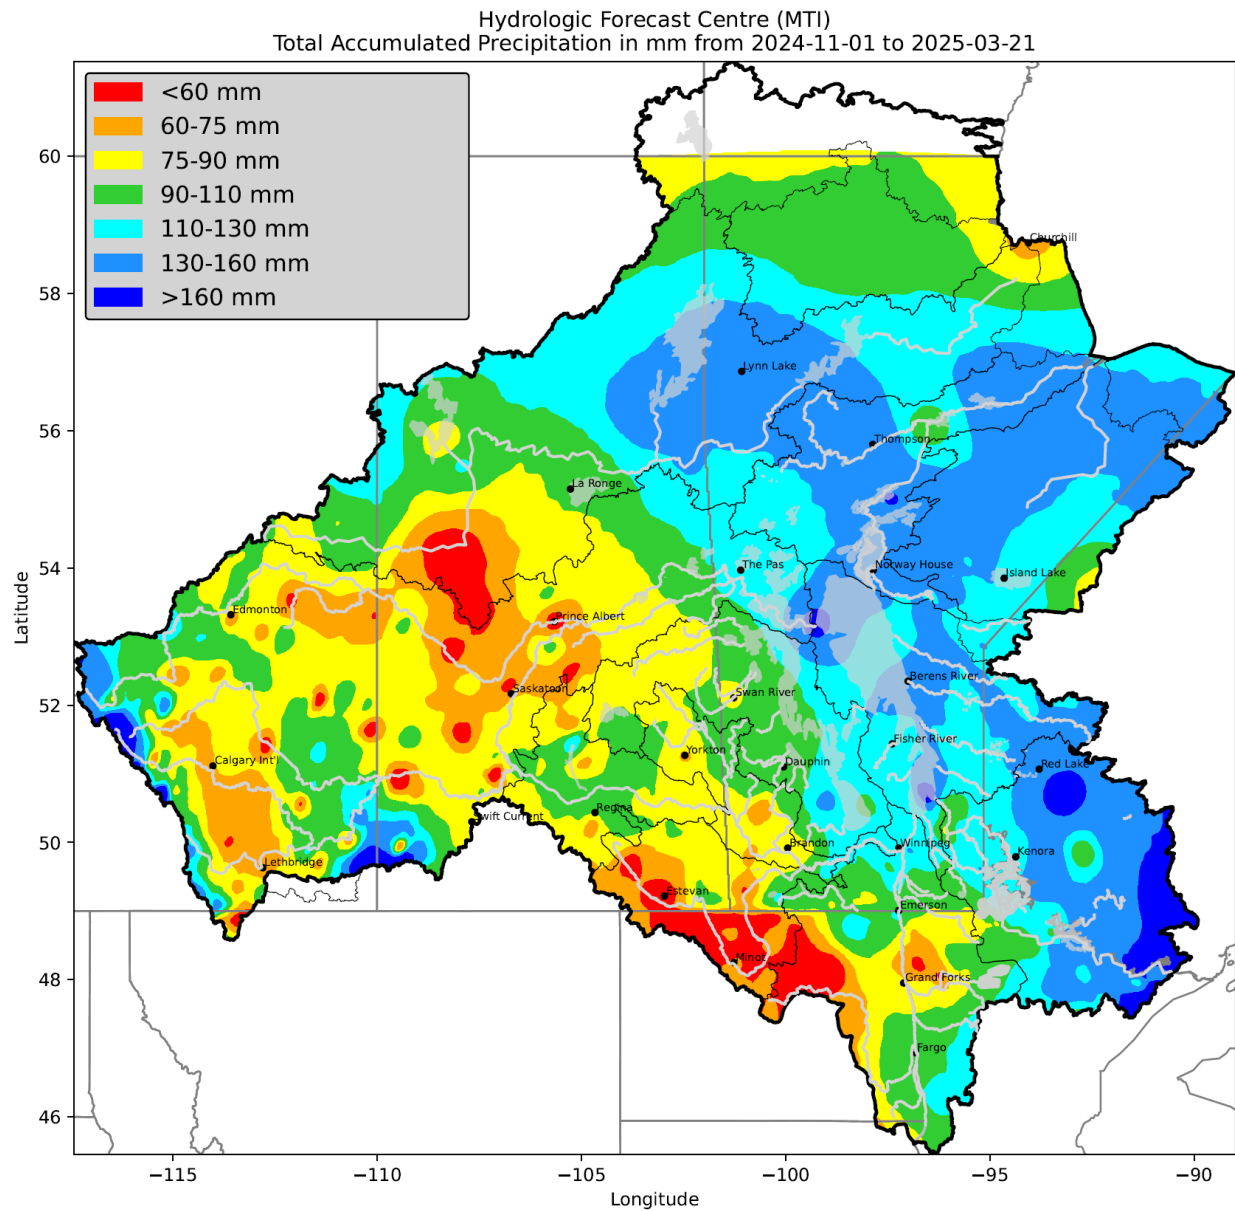 Hydrologic Forecast Centre (MTI)
Total Accumulated Precipitation in mm from 2024-11-01 to 2025-03-21
<60 mm
60-75 mm
75-90 mm
90-110 mm
110-130 mm
130-160 mm
>160 mm
60
58
56
54
52
50
48
46
Latitude
Churchill
Lynn Lake
Thompson
La Ronge
The Pas
Norway House
Island Lake
Edmonton
Prince Albert
Saskatoon
Swan River
Berens River
Calgary Int'l
Yorkton
Dauphin
Fisher River
Red Lake
Swift Current
Regina
Brandon
Winnipeg
Kenora
Lethbridge
Estevan
Emerson
Minot
Grand Forks
Fargo
−115
−110
−105
−100
−95
−90
Longitude